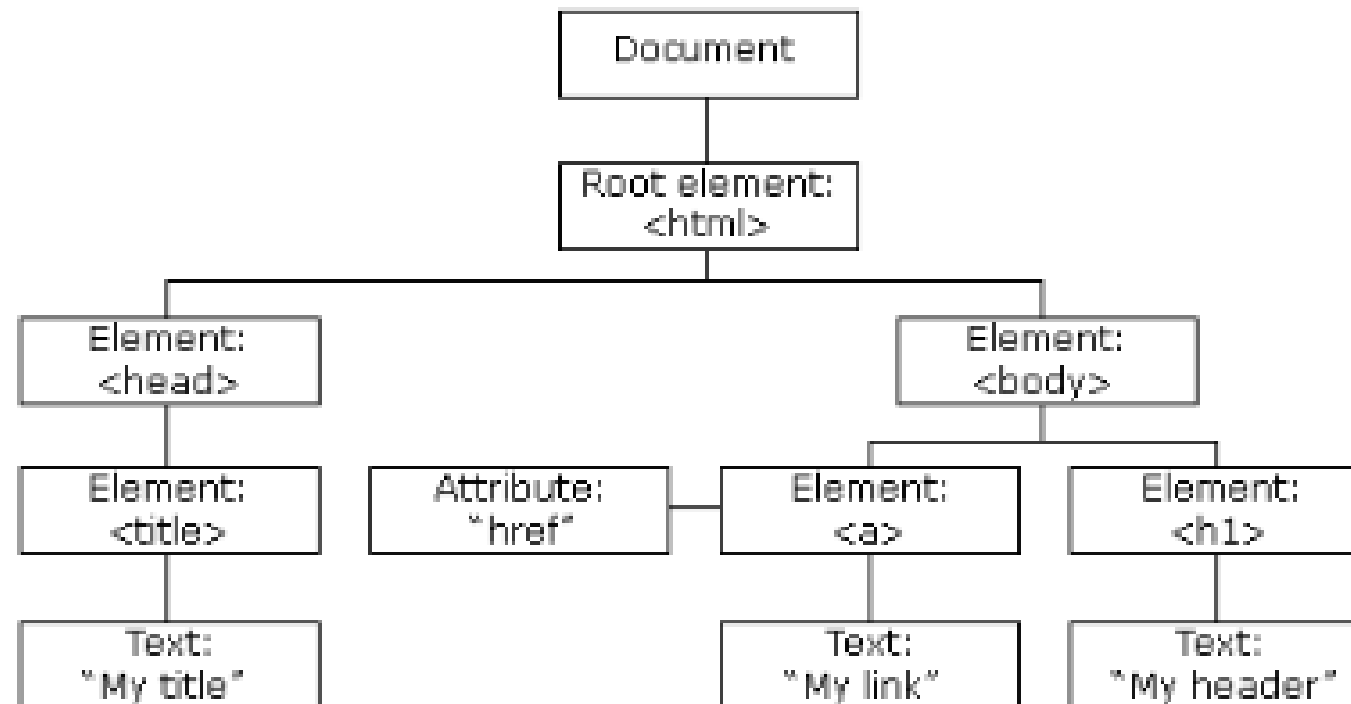 Document
Root element:
<html>
Element:
<head>
Element:
<body>
Element:
<title>
Attribute:
"href"
Element:
<a>
Element:
<h1>
Text:
"My title"
Text:
"My link"
Text:
"My header"